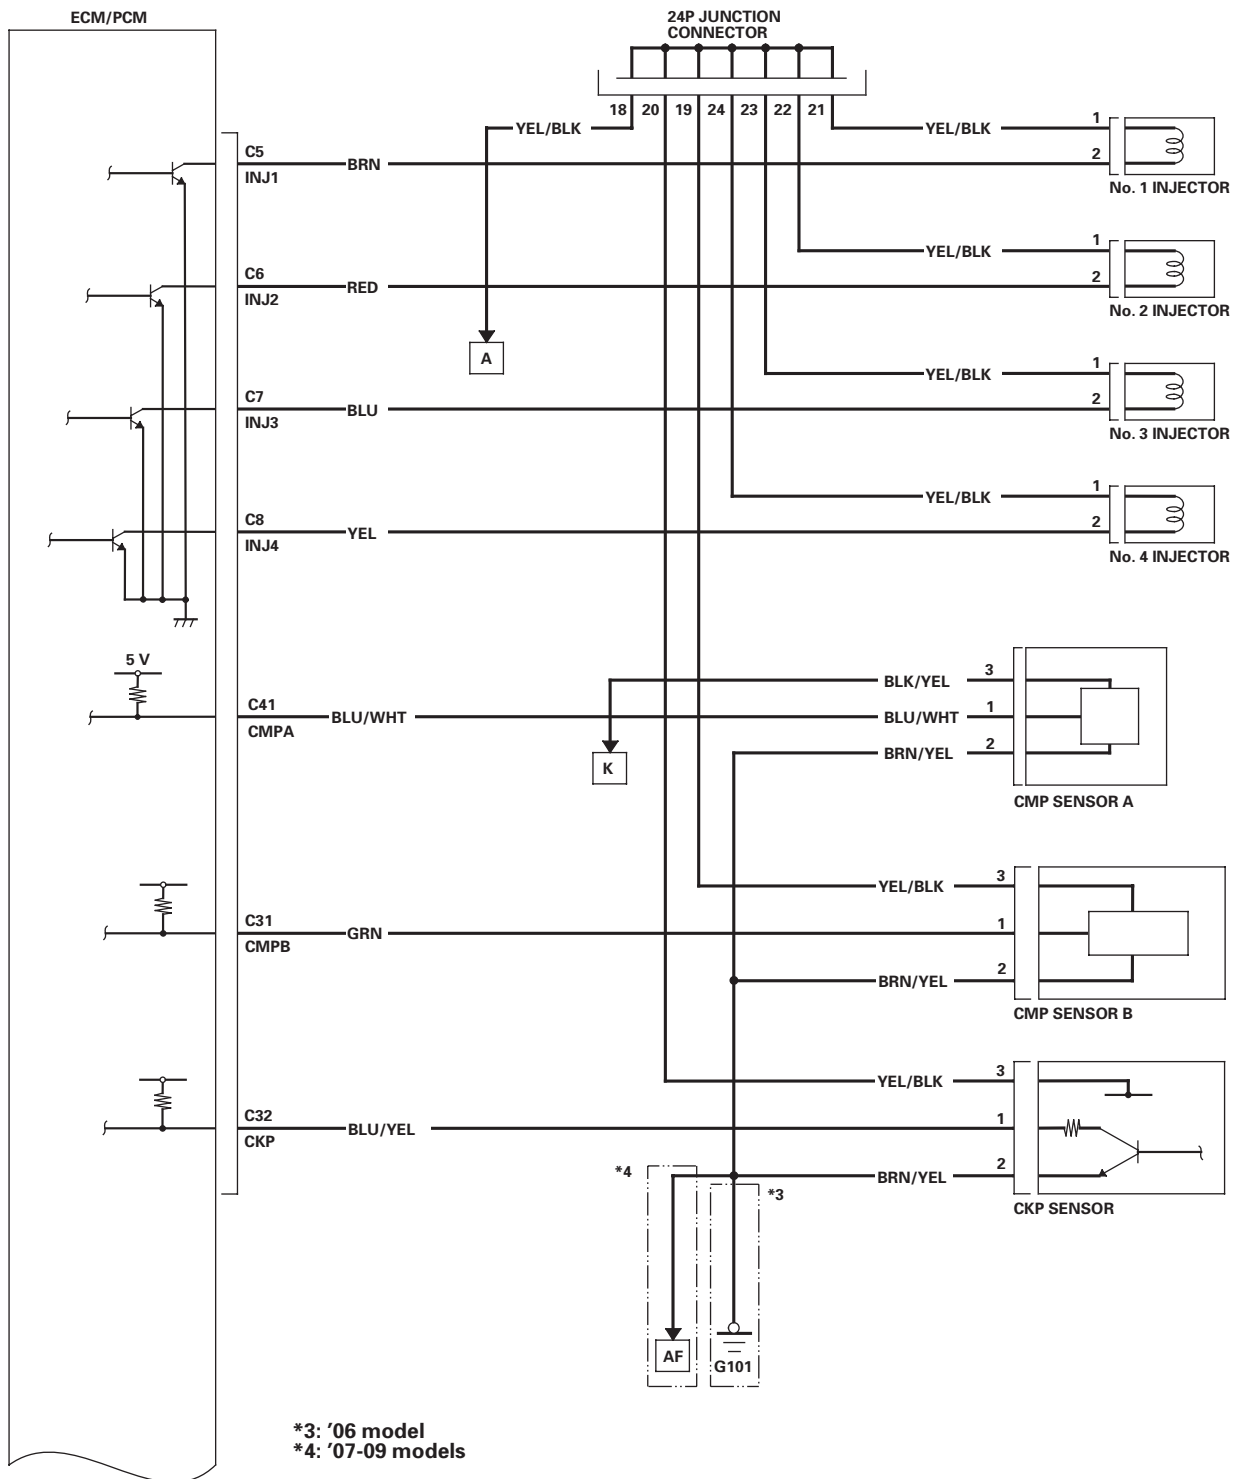 ECM/PCM
24P JUNCTION
CONNECTOR
18 20 19 24 23 22 21
YEL/BLK
YEL/BLK
1
C5
INJ1
BRN
2
No. 1 INJECTOR
YEL/BLK
1
C6
INJ2
RED
2
No. 2 INJECTOR
A
YEL/BLK
1
C7
INJ3
BLU
2
No. 3 INJECTOR
YEL/BLK
1
C8
INJ4
YEL
2
No. 4 INJECTOR
5 V
BLK/YEL
3
C41
CMPA
BLU/WHT
BLU/WHT
1
BRN/YEL
2
K
CMP SENSOR A
YEL/BLK
3
C31
CMPB
GRN
1
BRN/YEL
2
CMP SENSOR B
YEL/BLK
3
C32
CKP
BLU/YEL
1
BRN/YEL
2
CKP SENSOR
*4
*3
AF
G101
*3: ’06 model
*4: ’07-09 models